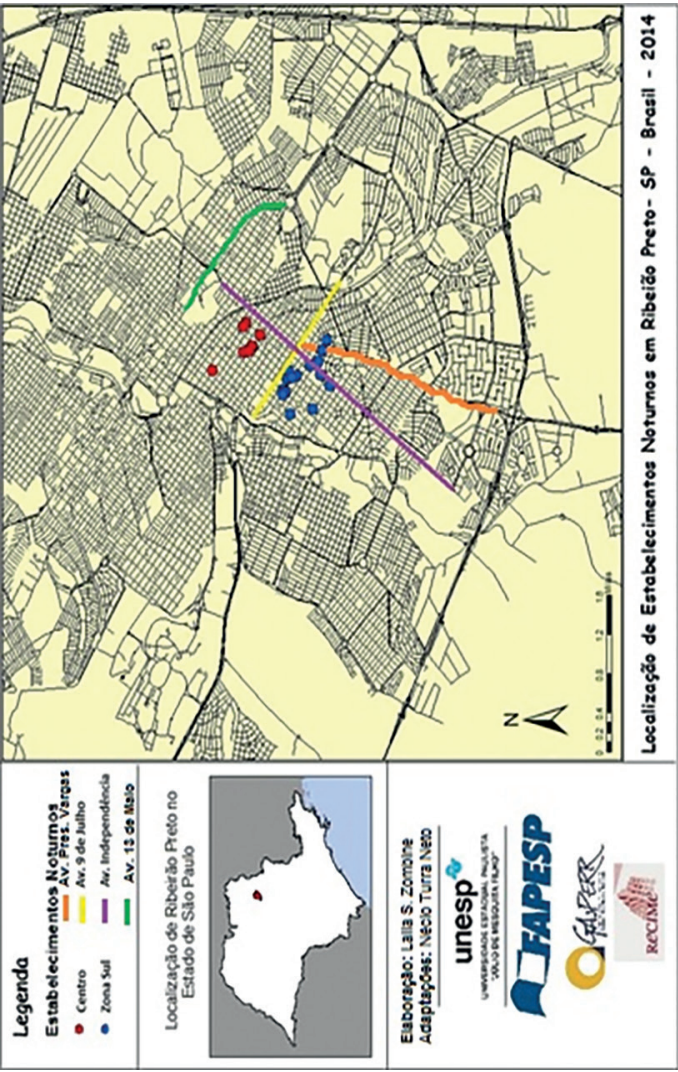 Localização de Estabelecimentos Noturnos em Ribeião Preto- SP - Brasil - 2014
N
0 0.2 0.4 0.8 1.2 1.6
Legenda
Estabelecimentos Noturnos
Centro
Zona Sul
Av. Pres. Vargas
Av. 9 de Julho
Av. Independência
Av. 13 de Maio
Localização de Ribeirão Preto no
Estado de São Paulo
Elaboração: Laila S. Zombine
Adaptações: Nécio Turra Neto
unesp
UNIVERSIDADE ESTADUAL PAULISTA
"JÚLIO DE MESQUITA FILHO"
FAPESP
GAPERR
RECIME